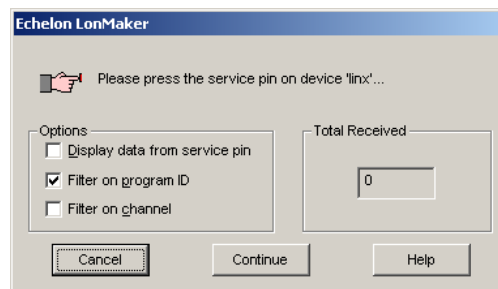 Echelon LonMaker
Please press the service pin on device 'linx'...
Options
Display data from service pin
Filter on program ID
Filter on channel
Total Received
0
Cancel
Continue
Help